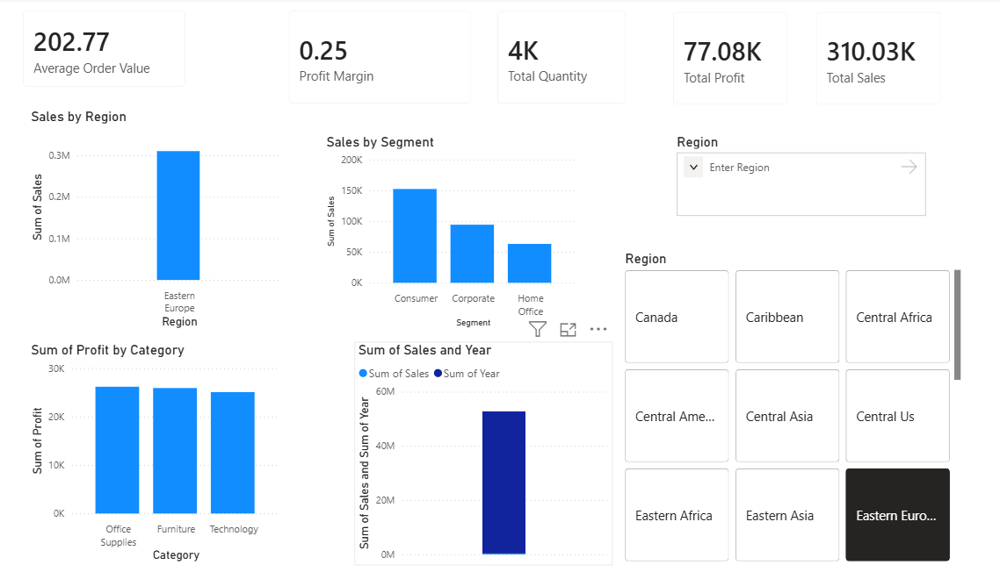 202.77
Average Order Value
0.25
Profit Margin
4K
Total Quantity
77.08K
Total Profit
310.03K
Total Sales
Sales by Region
Sum of Sales
0.3M
0.2M
0.1M
0.0M
Eastern
Europe
Region
Sales by Segment
Sum of Sales
200K
150K
100K
50K
0K
Consumer
Corporate
Home
Office
Segment
Region
Enter Region
Region
Canada
Caribbean
Central Africa
Central Ame...
Central Asia
Central Us
Eastern Africa
Eastern Asia
Eastern Euro...
Sum of Profit by Category
Sum of Profit
30K
20K
10K
0K
Office
Supplies
Furniture
Technology
Category
Sum of Sales and Year
Sum of Sales
Sum of Year
Sum of Sales and Sum of Year
60M
40M
20M
0M